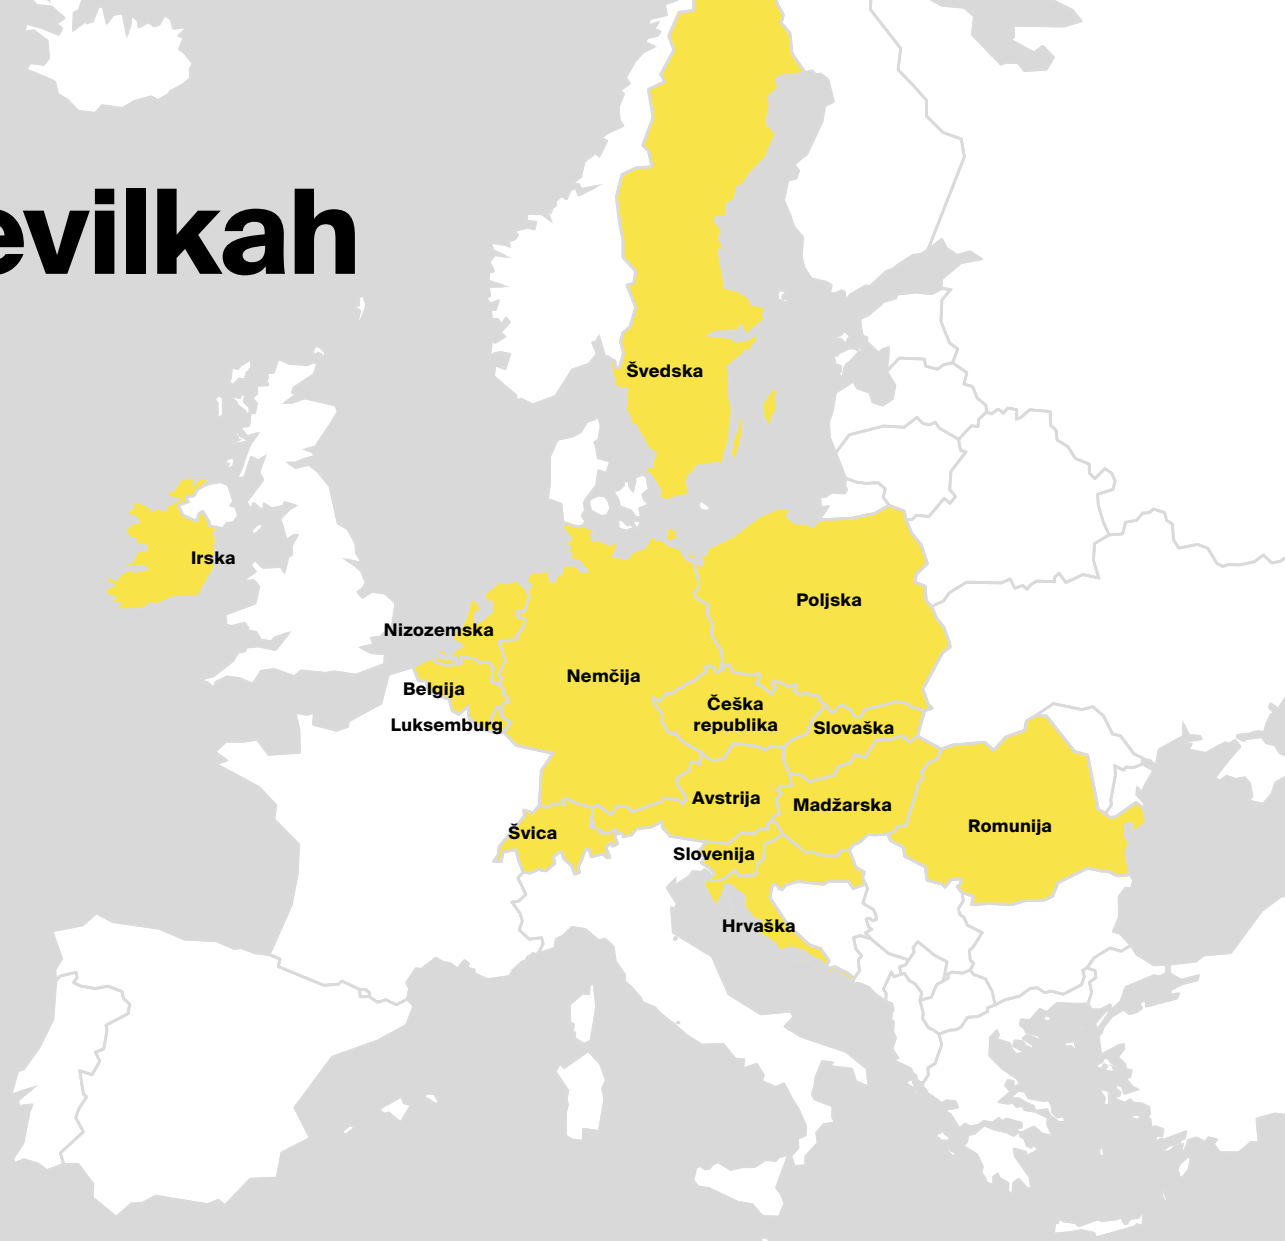 evilkah
Švedska
Irska
Poljska
Nizozemska
Nemčija
Belgija
Češka
republika
Luksemburg
Slovaška
Avstrija
Madžarska
Romunija
Švica
Slovenija
Hrvaška